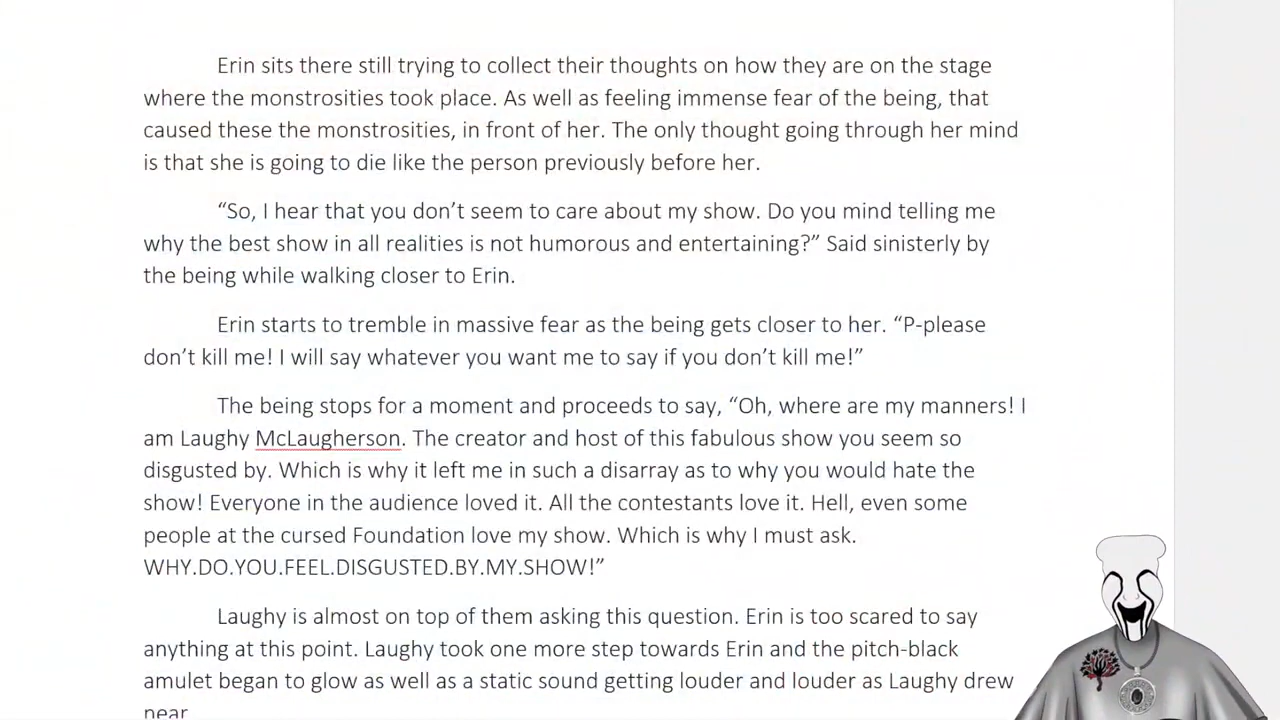 Erin sits there still trying to collect their thoughts on how they are on the stage
where the monstrosities took place. As well as feeling immense fear of the being, that
caused these the monstrosities, in front of her. The only thought going through her mind
is that she is going to die like the person previously before her.
“So, I hear that you don’t seem to care about my show. Do you mind telling me
why the best show in all realities is not humorous and entertaining?” Said sinisterly by
the being while walking closer to Erin.
Erin starts to tremble in massive fear as the being gets closer to her. “P-please
don’t kill me! I will say whatever you want me to say if you don’t kill me!”
The being stops for a moment and proceeds to say, “Oh, where are my manners! I
am Laughy McLaugherson. The creator and host of this fabulous show you seem so
disgusted by. Which is why it left me in such a disarray as to why you would hate the
show! Everyone in the audience loved it. All the contestants love it. Hell, even some
people at the cursed Foundation love my show. Which is why I must ask.
WHY.DO.YOU.FEEL.DISGUSTED.BY.MY.SHOW!”
Laughy is almost on top of them asking this question. Erin is too scared to say
anything at this point. Laughy took one more step towards Erin and the pitch-black
amulet began to glow as well as a static sound getting louder and louder as Laughy drew
near